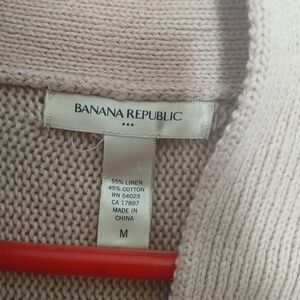 BANANA REPUBLIC
55% LINEN
45% COTTON
RN 54023
CA 17897
MADE IN
CHINA
M